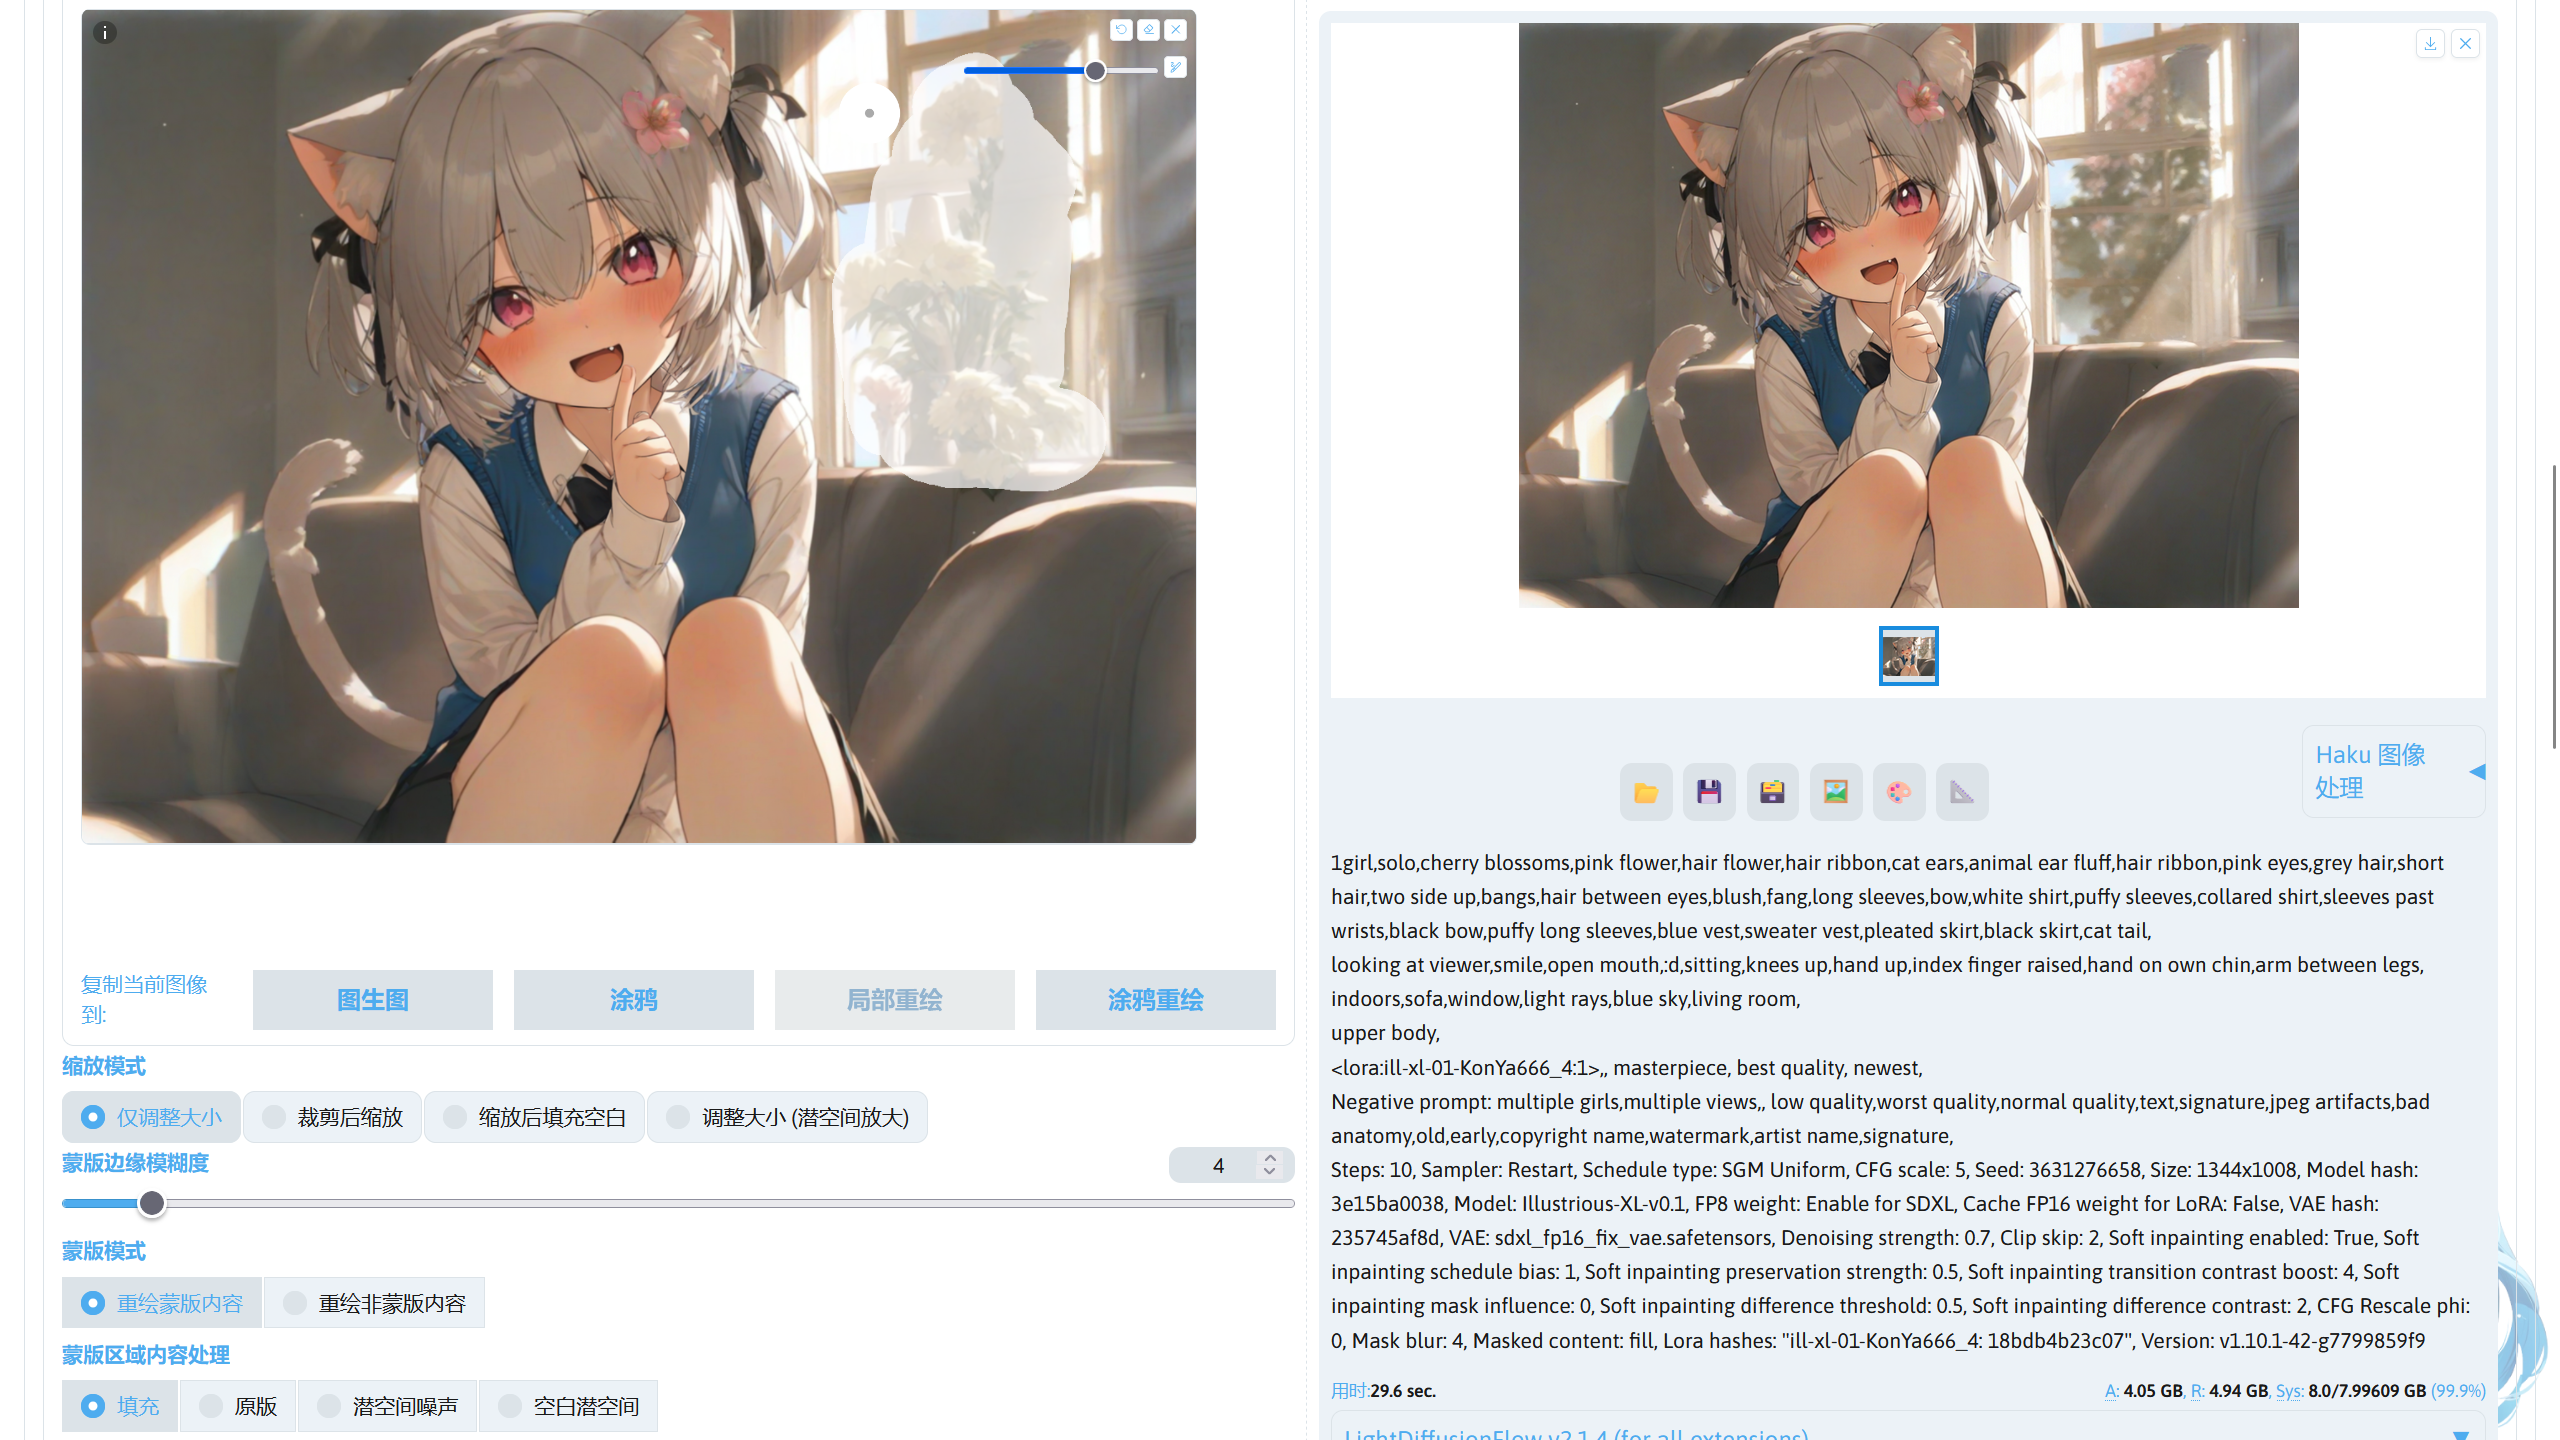 i
复制当前图像
到:
图生图
涂鸦
局部重绘
涂鸦重绘
缩放模式
仅调整大小
裁剪后缩放
缩放后填充空白
调整大小 (潜空间放大)
蒙版边缘模糊度
4
蒙版模式
重绘蒙版内容
重绘非蒙版内容
蒙版区域内容处理
填充
原版
潜空间噪声
空白潜空间
Haku 图像
处理
1girl,solo,cherry blossoms,pink flower,hair flower,hair ribbon,cat ears,animal ear fluff,hair ribbon,pink eyes,grey hair,short
hair,two side up,bangs,hair between eyes,blush,fang,long sleeves,bow,white shirt,puffy sleeves,collared shirt,sleeves past
wrists,black bow,puffy long sleeves,blue vest,sweater vest,pleated skirt,black skirt,cat tail,
looking at viewer,smile,open mouth,:d,sitting,knees up,hand up,index finger raised,hand on own chin,arm between legs,
indoors,sofa,window,light rays,blue sky,living room,
upper body,
<lora:ill-xl-01-KonYa666_4:1>,, masterpiece, best quality, newest,
Negative prompt: multiple girls,multiple views,, low quality,worst quality,normal quality,text,signature,jpeg artifacts,bad
anatomy,old,early,copyright name,watermark,artist name,signature,
Steps: 10, Sampler: Restart, Schedule type: SGM Uniform, CFG scale: 5, Seed: 3631276658, Size: 1344x1008, Model hash:
3e15ba0038, Model: Illustrious-XL-v0.1, FP8 weight: Enable for SDXL, Cache FP16 weight for LoRA: False, VAE hash:
235745af8d, VAE: sdxl_fp16_fix_vae.safetensors, Denoising strength: 0.7, Clip skip: 2, Soft inpainting enabled: True, Soft
inpainting schedule bias: 1, Soft inpainting preservation strength: 0.5, Soft inpainting transition contrast boost: 4, Soft
inpainting mask influence: 0, Soft inpainting difference threshold: 0.5, Soft inpainting difference contrast: 2, CFG Rescale phi:
0, Mask blur: 4, Masked content: fill, Lora hashes: "ill-xl-01-KonYa666_4: 18bdb4b23c07", Version: v1.10.1-42-g7799859f9
用时:29.6 sec.
A: 4.05 GB, R: 4.94 GB, Sys: 8.0/7.99609 GB (99.9%)
LightDiffusionFlow v2.1.4 (for all extensions)